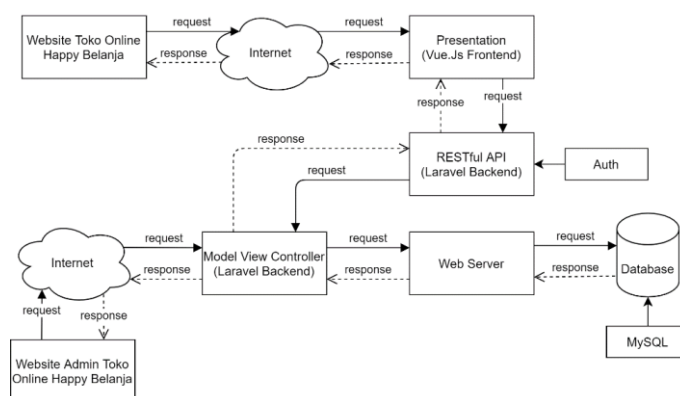 request
request
Website Toko Online
Happy Belanja
Internet
Presentation
(Vue.Js Frontend)
response
response
response
request
response
RESTful API
(Laravel Backend)
Auth
request
request
Internet
response
Model View Controller
(Laravel Backend)
request
response
Web Server
request
response
Database
request
response
MySQL
Website Admin Toko
Online Happy Belanja